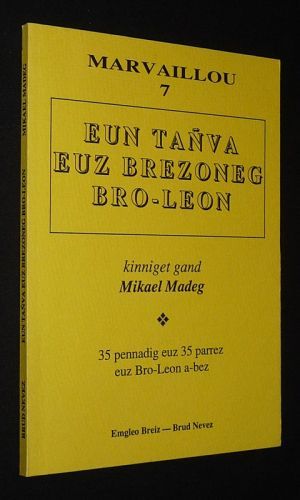 MARVAILLOU
7
EUN TAÑVA
EUZ BREZONEG
BRO-LEON
kinniget gand
Mikael Madeg
35 pennadig euz 35 parrez
euz Bro-Leon a-bez
Emgleo Breiz — Brud Nevez
MIKAEL MADEG
EUN TAÑVA EUZ BREZONEG BRO-LEON
BRUD NEVEZ